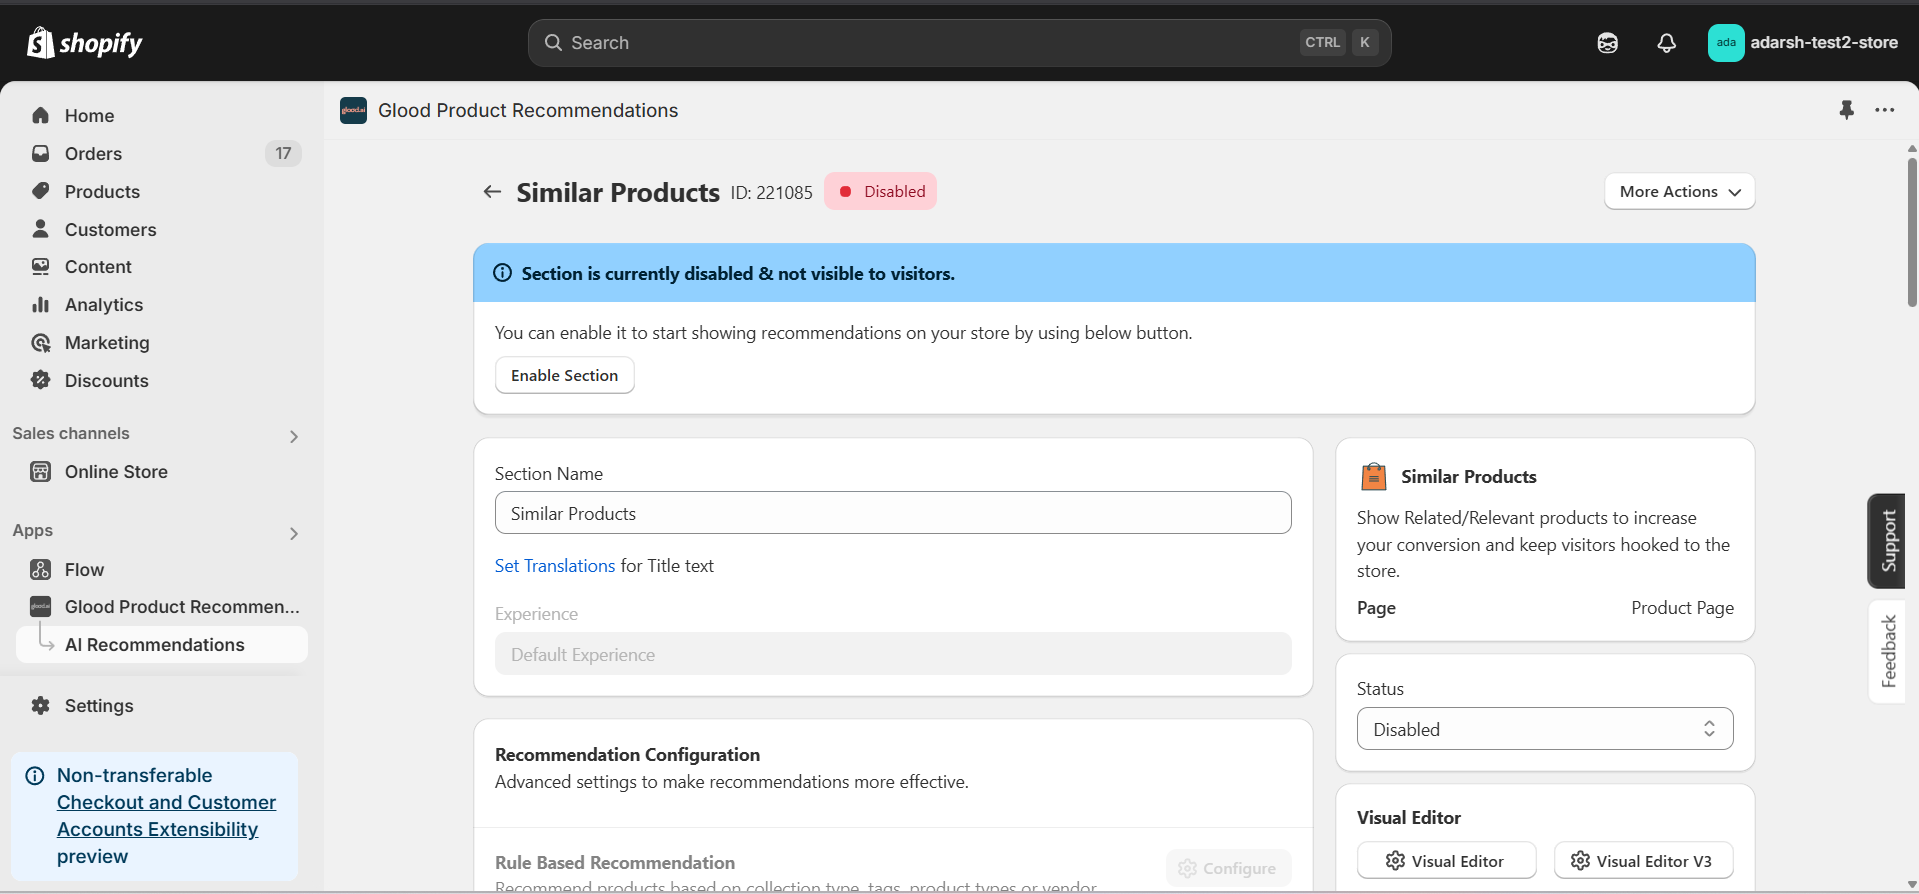 shopify
Search
CTRL K
ada
adarsh-test2-store
Home
Orders 17
Products
Customers
Content
Analytics
Marketing
Discounts
Sales channels
Online Store
Apps
Flow
Glood Product Recommen...
AI Recommendations
Settings
Non-transferable
Checkout and Customer
Accounts Extensibility
preview
glood.ai Glood Product Recommendations
Similar Products ID: 221085 Disabled
More Actions
Section is currently disabled & not visible to visitors.
You can enable it to start showing recommendations on your store by using below button.
Enable Section
Section Name
Similar Products
Set Translations for Title text
Experience
Default Experience
Recommendation Configuration
Advanced settings to make recommendations more effective.
Rule Based Recommendation
Configure
Recommend products based on collection type, tags, product types or vendor
Similar Products
Show Related/Relevant products to increase
your conversion and keep visitors hooked to the
store.
Page Product Page
Status
Disabled
Visual Editor
Visual Editor
Visual Editor V3
Support
Feedback